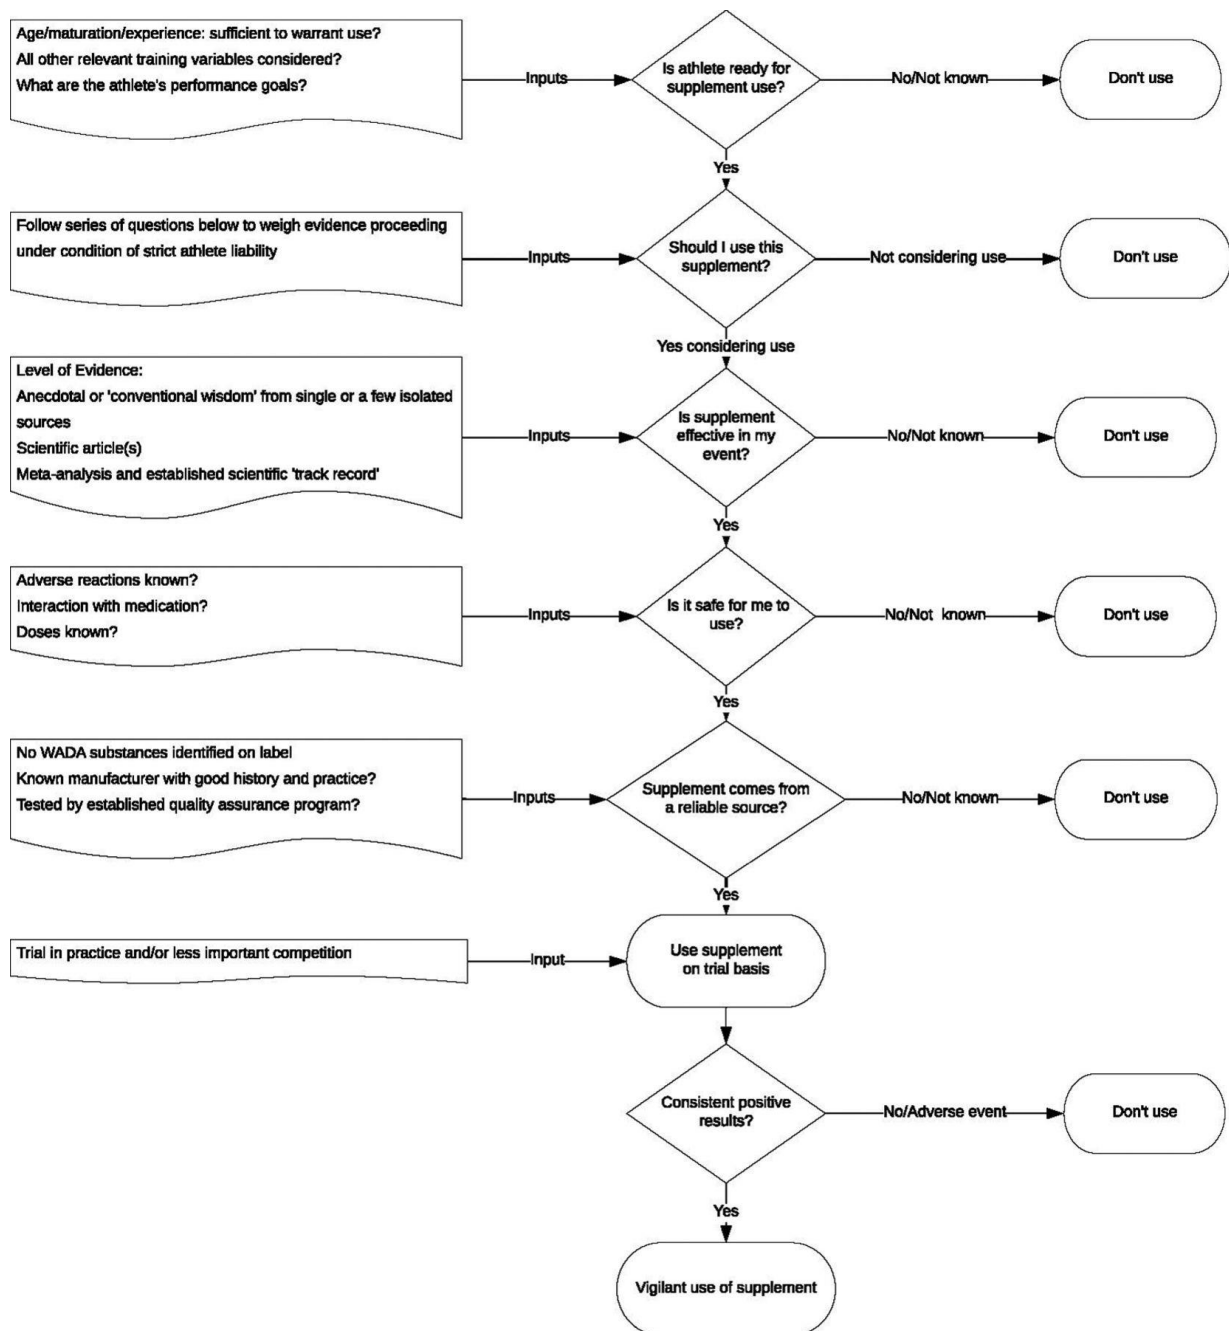 Age/maturation/experience: sufficient to warrant use?
All other relevant training variables considered?
What are the athlete's performance goals?
Inputs
Is athlete ready for
supplement use?
No/Not known
Don't use
Yes
Follow series of questions below to weigh evidence proceeding
under condition of strict athlete liability
Inputs
Should I use this
supplement?
Not considering use
Don't use
Yes considering use
Level of Evidence:
Anecdotal or 'conventional wisdom' from single or a few isolated
sources
Scientific article(s)
Meta-analysis and established scientific 'track record'
Inputs
Is supplement
effective in my
event?
No/Not known
Don't use
Yes
Adverse reactions known?
Interaction with medication?
Doses known?
Inputs
Is it safe for me to
use?
No/Not known
Don't use
Yes
No WADA substances identified on label
Known manufacturer with good history and practice?
Tested by established quality assurance program?
Inputs
Supplement comes from
a reliable source?
No/Not known
Don't use
Yes
Trial in practice and/or less important competition
Input
Use supplement
on trial basis
Consistent positive
results?
No/Adverse event
Don't use
Yes
Vigilant use of supplement